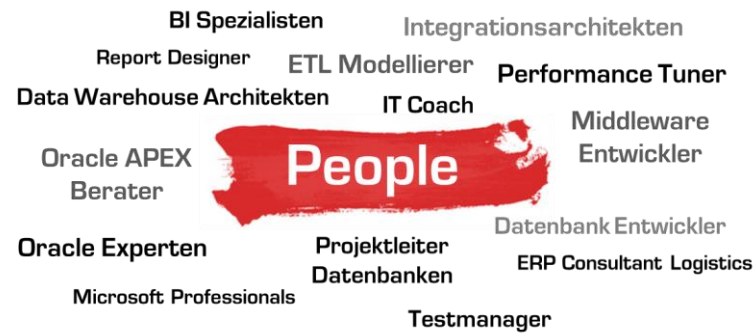 BI Spezialisten
Integrationsarchitekten
Report Designer
ETL Modellierer
Performance Tuner
Data Warehouse Architekten
IT Coach
Middleware
Entwickler
Oracle APEX
Berater
People
Datenbank Entwickler
Oracle Experten
Projektleiter
Datenbanken
ERP Consultant Logistics
Microsoft Professionals
Testmanager